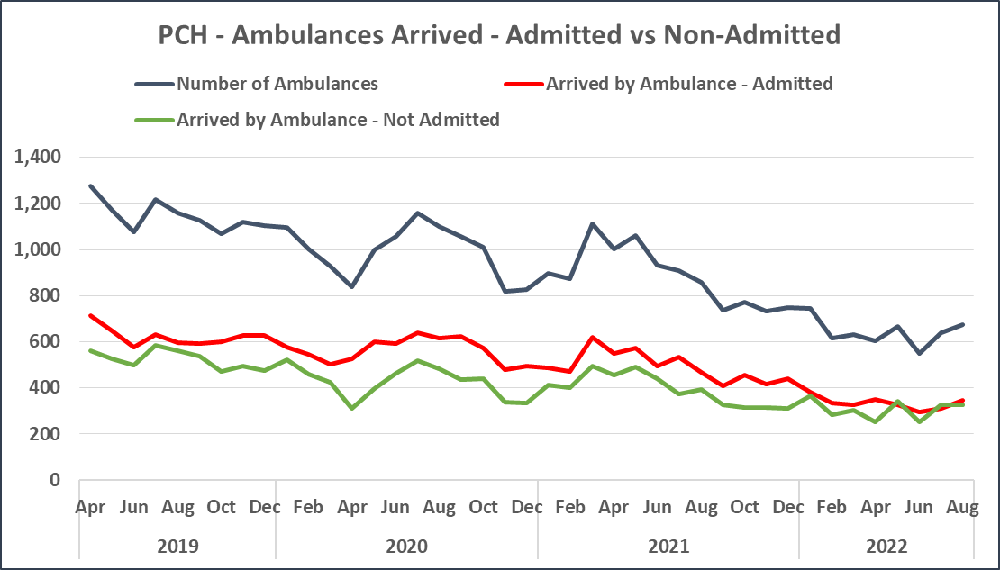 PCH - Ambulances Arrived - Admitted vs Non-Admitted
Number of Ambulances
Arrived by Ambulance - Admitted
Arrived by Ambulance - Not Admitted
1,400
1,200
1,000
800
600
400
200
0
Apr Jun Aug Oct Dec Feb Apr Jun Aug Oct Dec Feb Apr Jun Aug Oct Dec Feb Apr Jun Aug
2019 2020 2021 2022